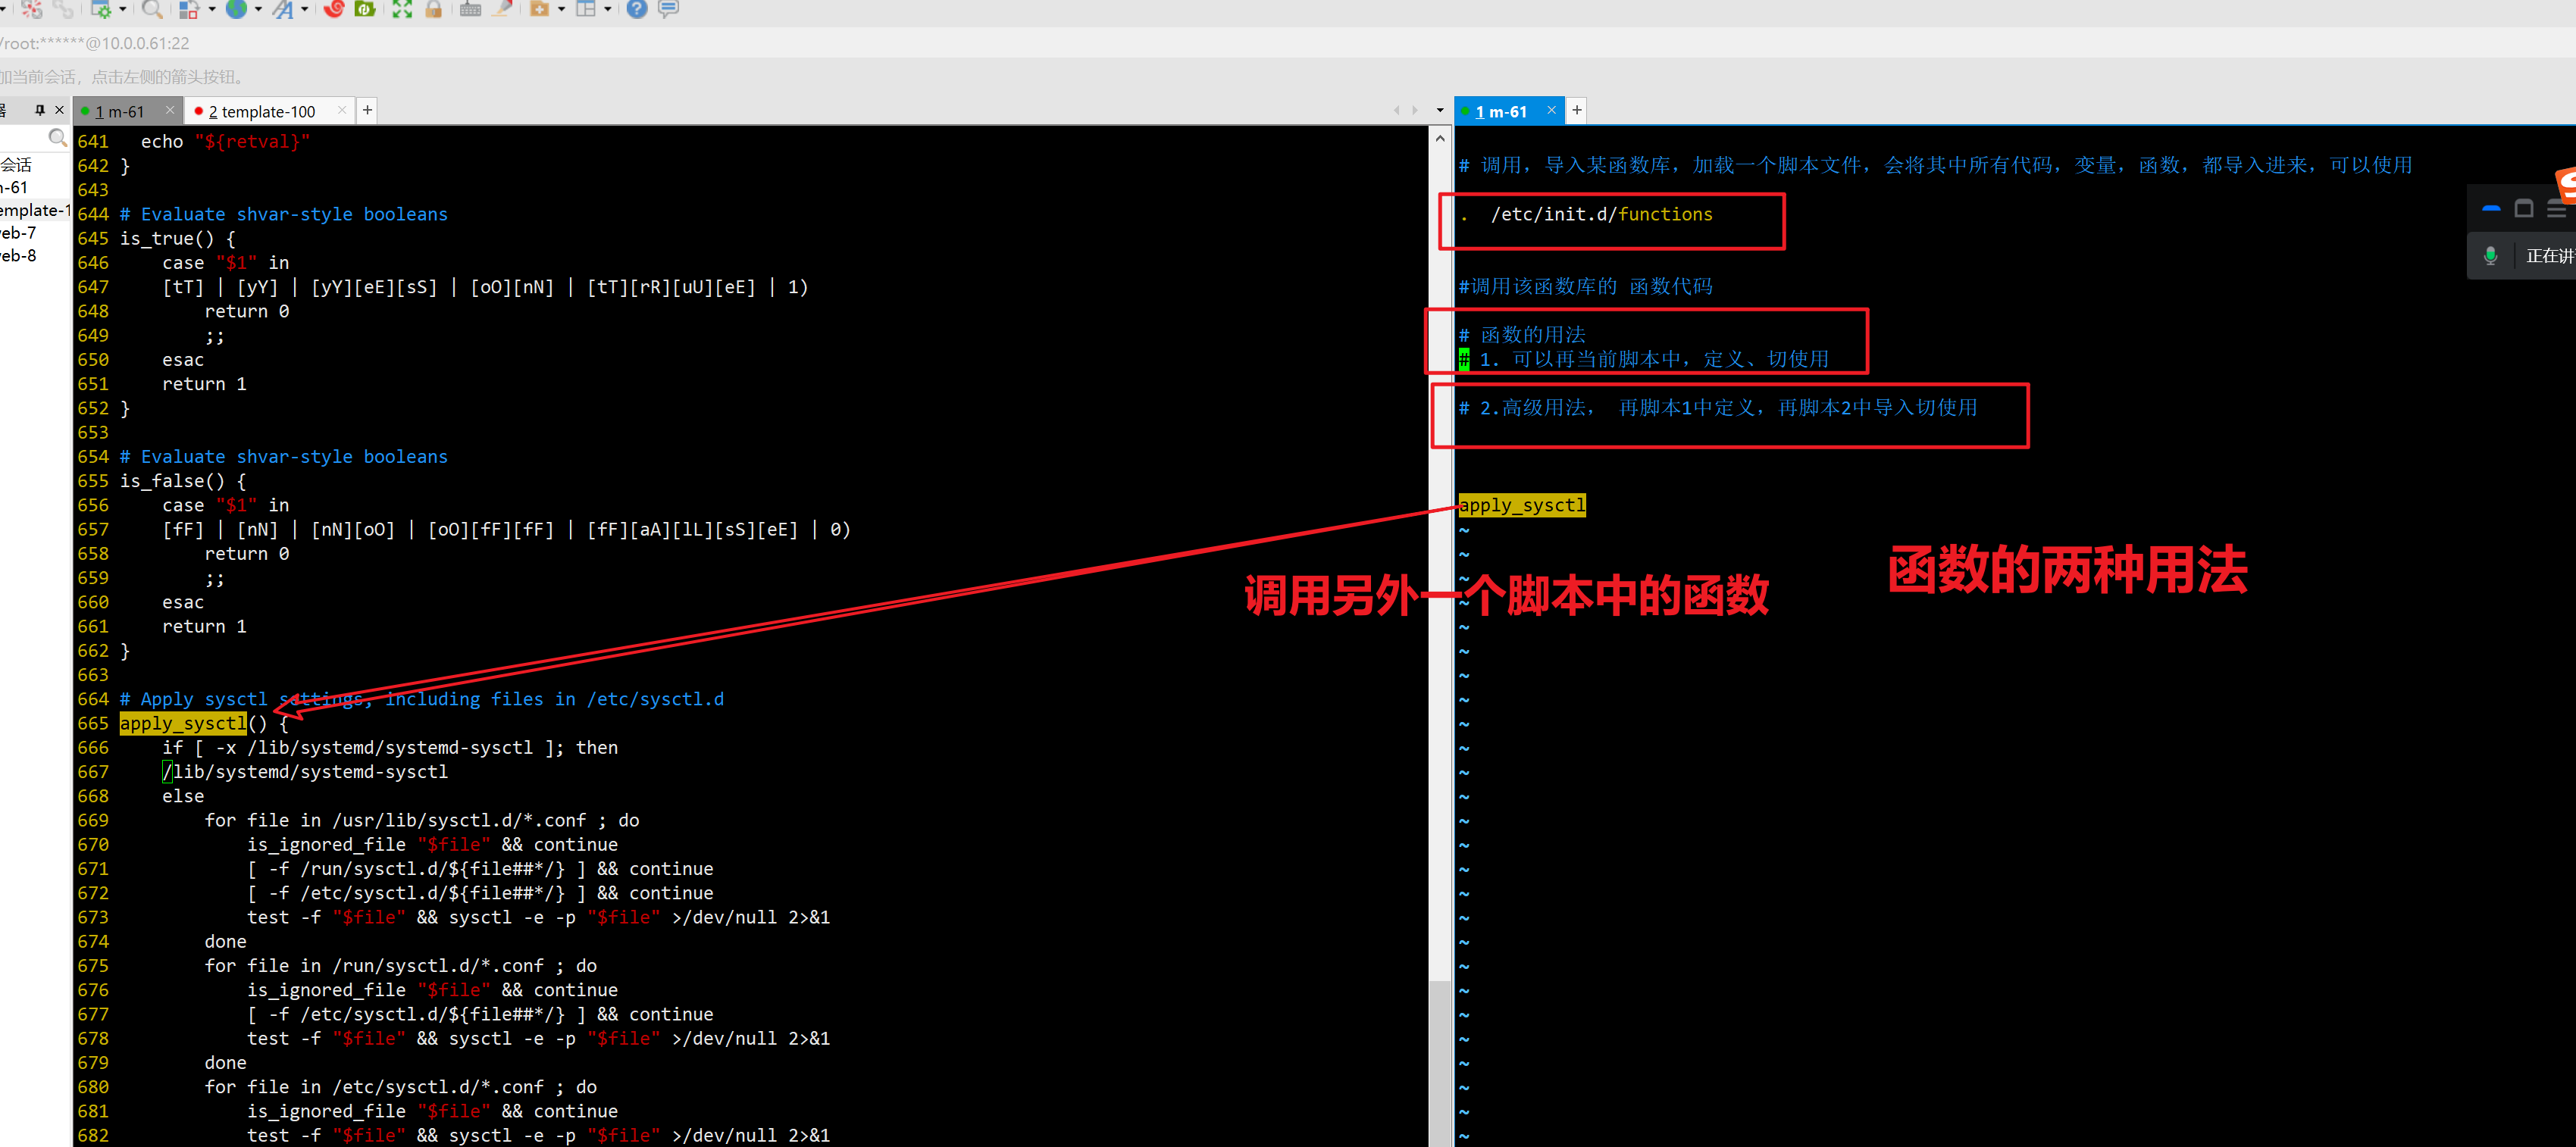 /root:******@10.0.0.61:22
加当前会话，点击左侧的箭头按钮。
器
会话
m-61
template-1
web-7
web-8
1 m-61
2 template-100
641   echo "${retval}"
642 }
643
644 # Evaluate shvar-style booleans
645 is_true() {
646     case "$1" in
647     [tT] | [yY] | [yY][eE][sS] | [oO][nN] | [tT][rR][uU][eE] | 1)
648         return 0
649         ;;
650     esac
651     return 1
652 }
653
654 # Evaluate shvar-style booleans
655 is_false() {
656     case "$1" in
657     [fF] | [nN] | [nN][oO] | [oO][fF][fF] | [fF][aA][lL][sS][eE] | 0)
658         return 0
659         ;;
660     esac
661     return 1
662 }
663
664 # Apply sysctl settings, including files in /etc/sysctl.d
665 apply_sysctl() {
666     if [ -x /lib/systemd/systemd-sysctl ]; then
667     /lib/systemd/systemd-sysctl
668     else
669         for file in /usr/lib/sysctl.d/*.conf ; do
670             is_ignored_file "$file" && continue
671             [ -f /run/sysctl.d/${file##*/} ] && continue
672             [ -f /etc/sysctl.d/${file##*/} ] && continue
673             test -f "$file" && sysctl -e -p "$file" >/dev/null 2>&1
674         done
675         for file in /run/sysctl.d/*.conf ; do
676             is_ignored_file "$file" && continue
677             [ -f /etc/sysctl.d/${file##*/} ] && continue
678             test -f "$file" && sysctl -e -p "$file" >/dev/null 2>&1
679         done
680         for file in /etc/sysctl.d/*.conf ; do
681             is_ignored_file "$file" && continue
682             test -f "$file" && sysctl -e -p "$file" >/dev/null 2>&1
1 m-61
# 调用，导入某函数库，加载一个脚本文件，会将其中所有代码，变量，函数，都导入进来，可以使用
.  /etc/init.d/functions
#调用该函数库的 函数代码
# 函数的用法
# 1. 可以再当前脚本中，定义、切使用
# 2.高级用法， 再脚本1中定义，再脚本2中导入切使用
apply_sysctl
函数的两种用法
调用另外一个脚本中的函数
正在讲